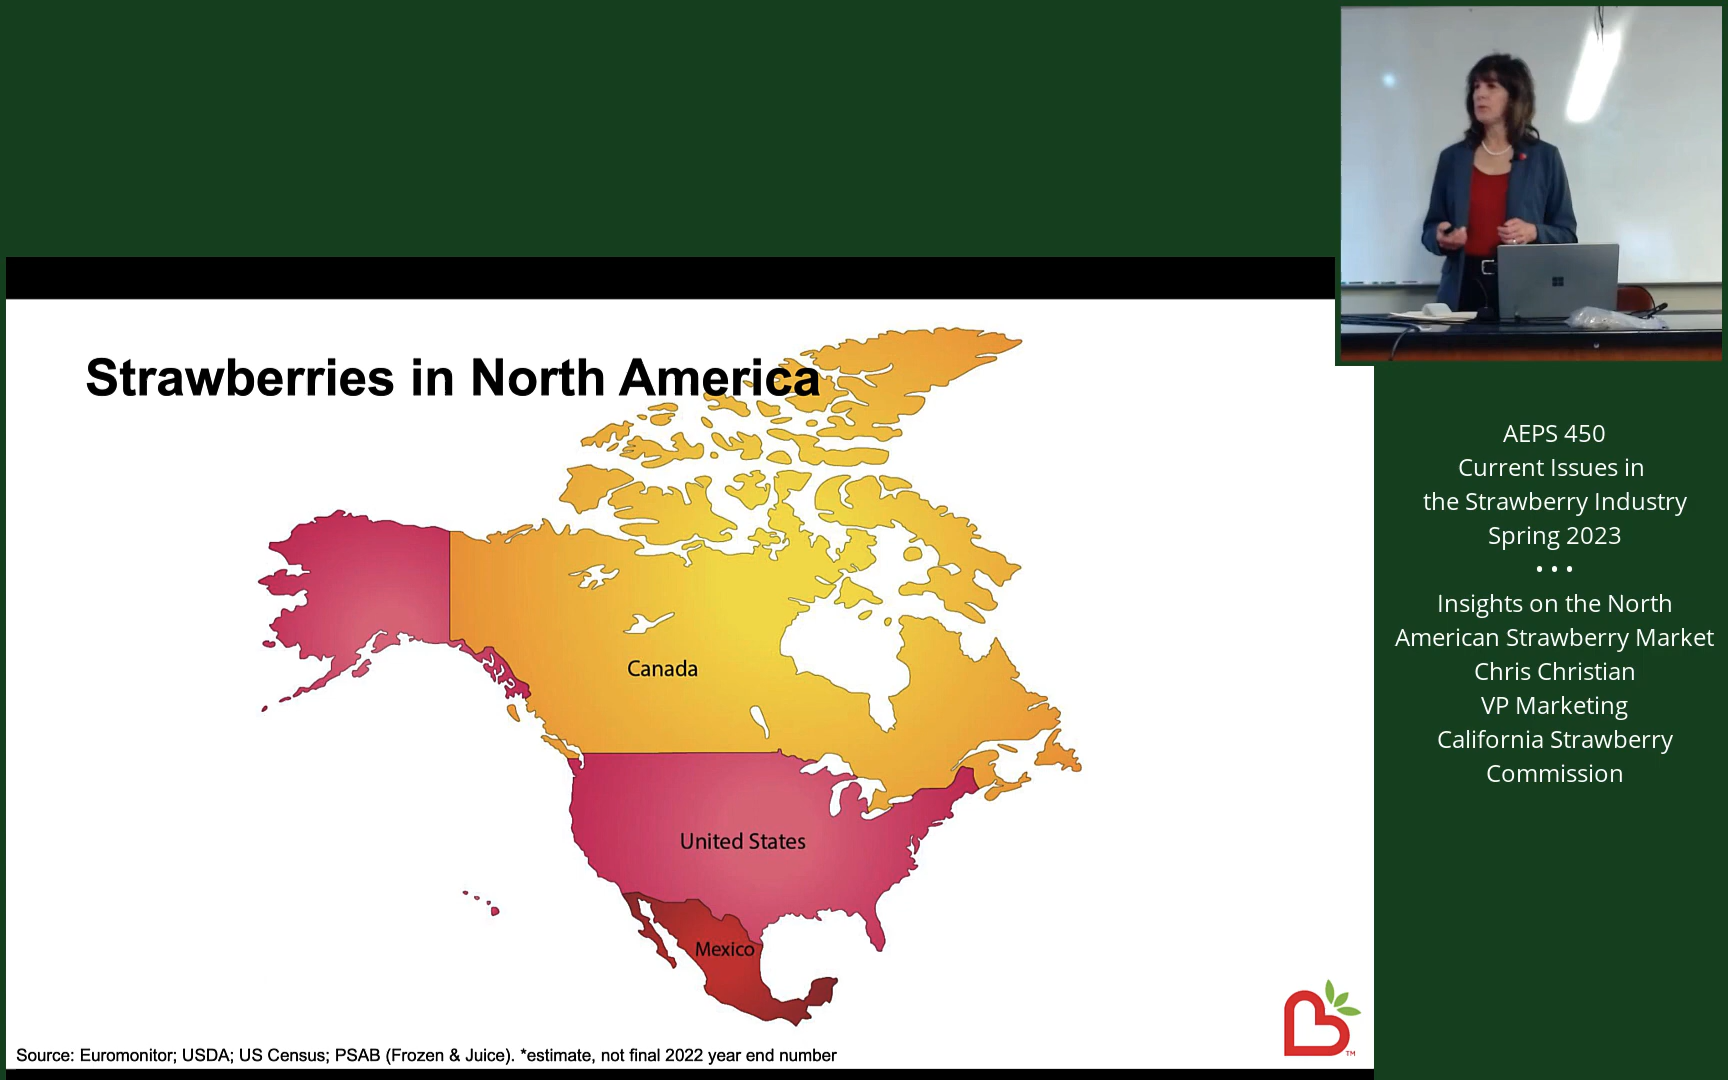 Strawberries in North America
Canada
United States
Mexico
Source: Euromonitor; USDA; US Census; PSAB (Frozen & Juice). *estimate, not final 2022 year end number
TM
AEPS 450
Current Issues in
the Strawberry Industry
Spring 2023
• • •
Insights on the North
American Strawberry Market
Chris Christian
VP Marketing
California Strawberry
Commission